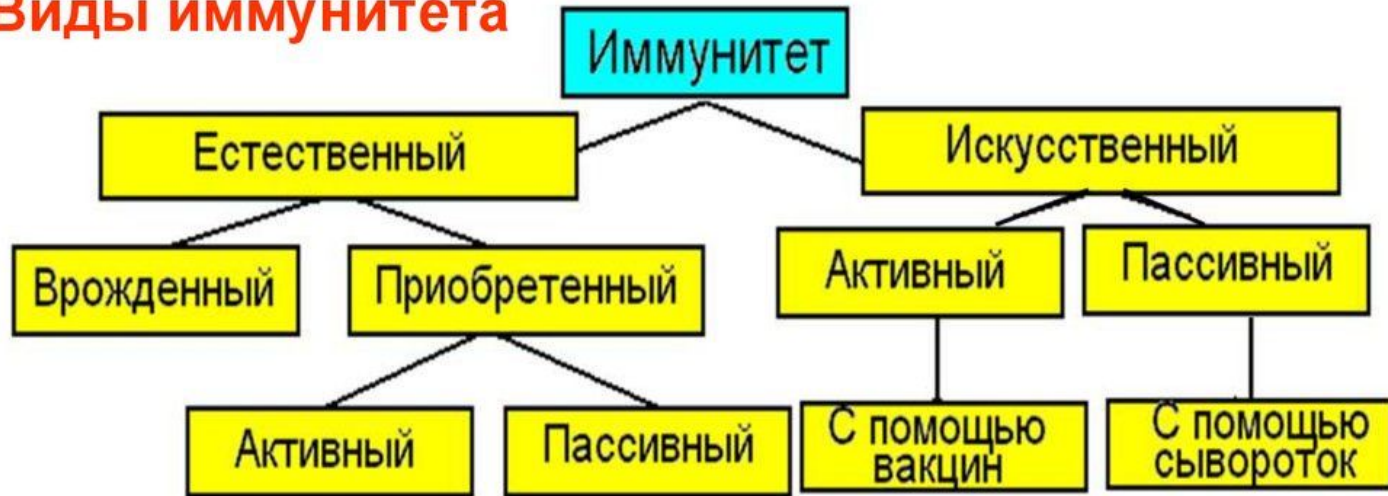 Виды иммунитета
Иммунитет
Естественный
Искусственный
Врожденный
Приобретенный
Активный
Пассивный
Активный
Пассивный
С помощью
вакцин
С помощью
сывороток